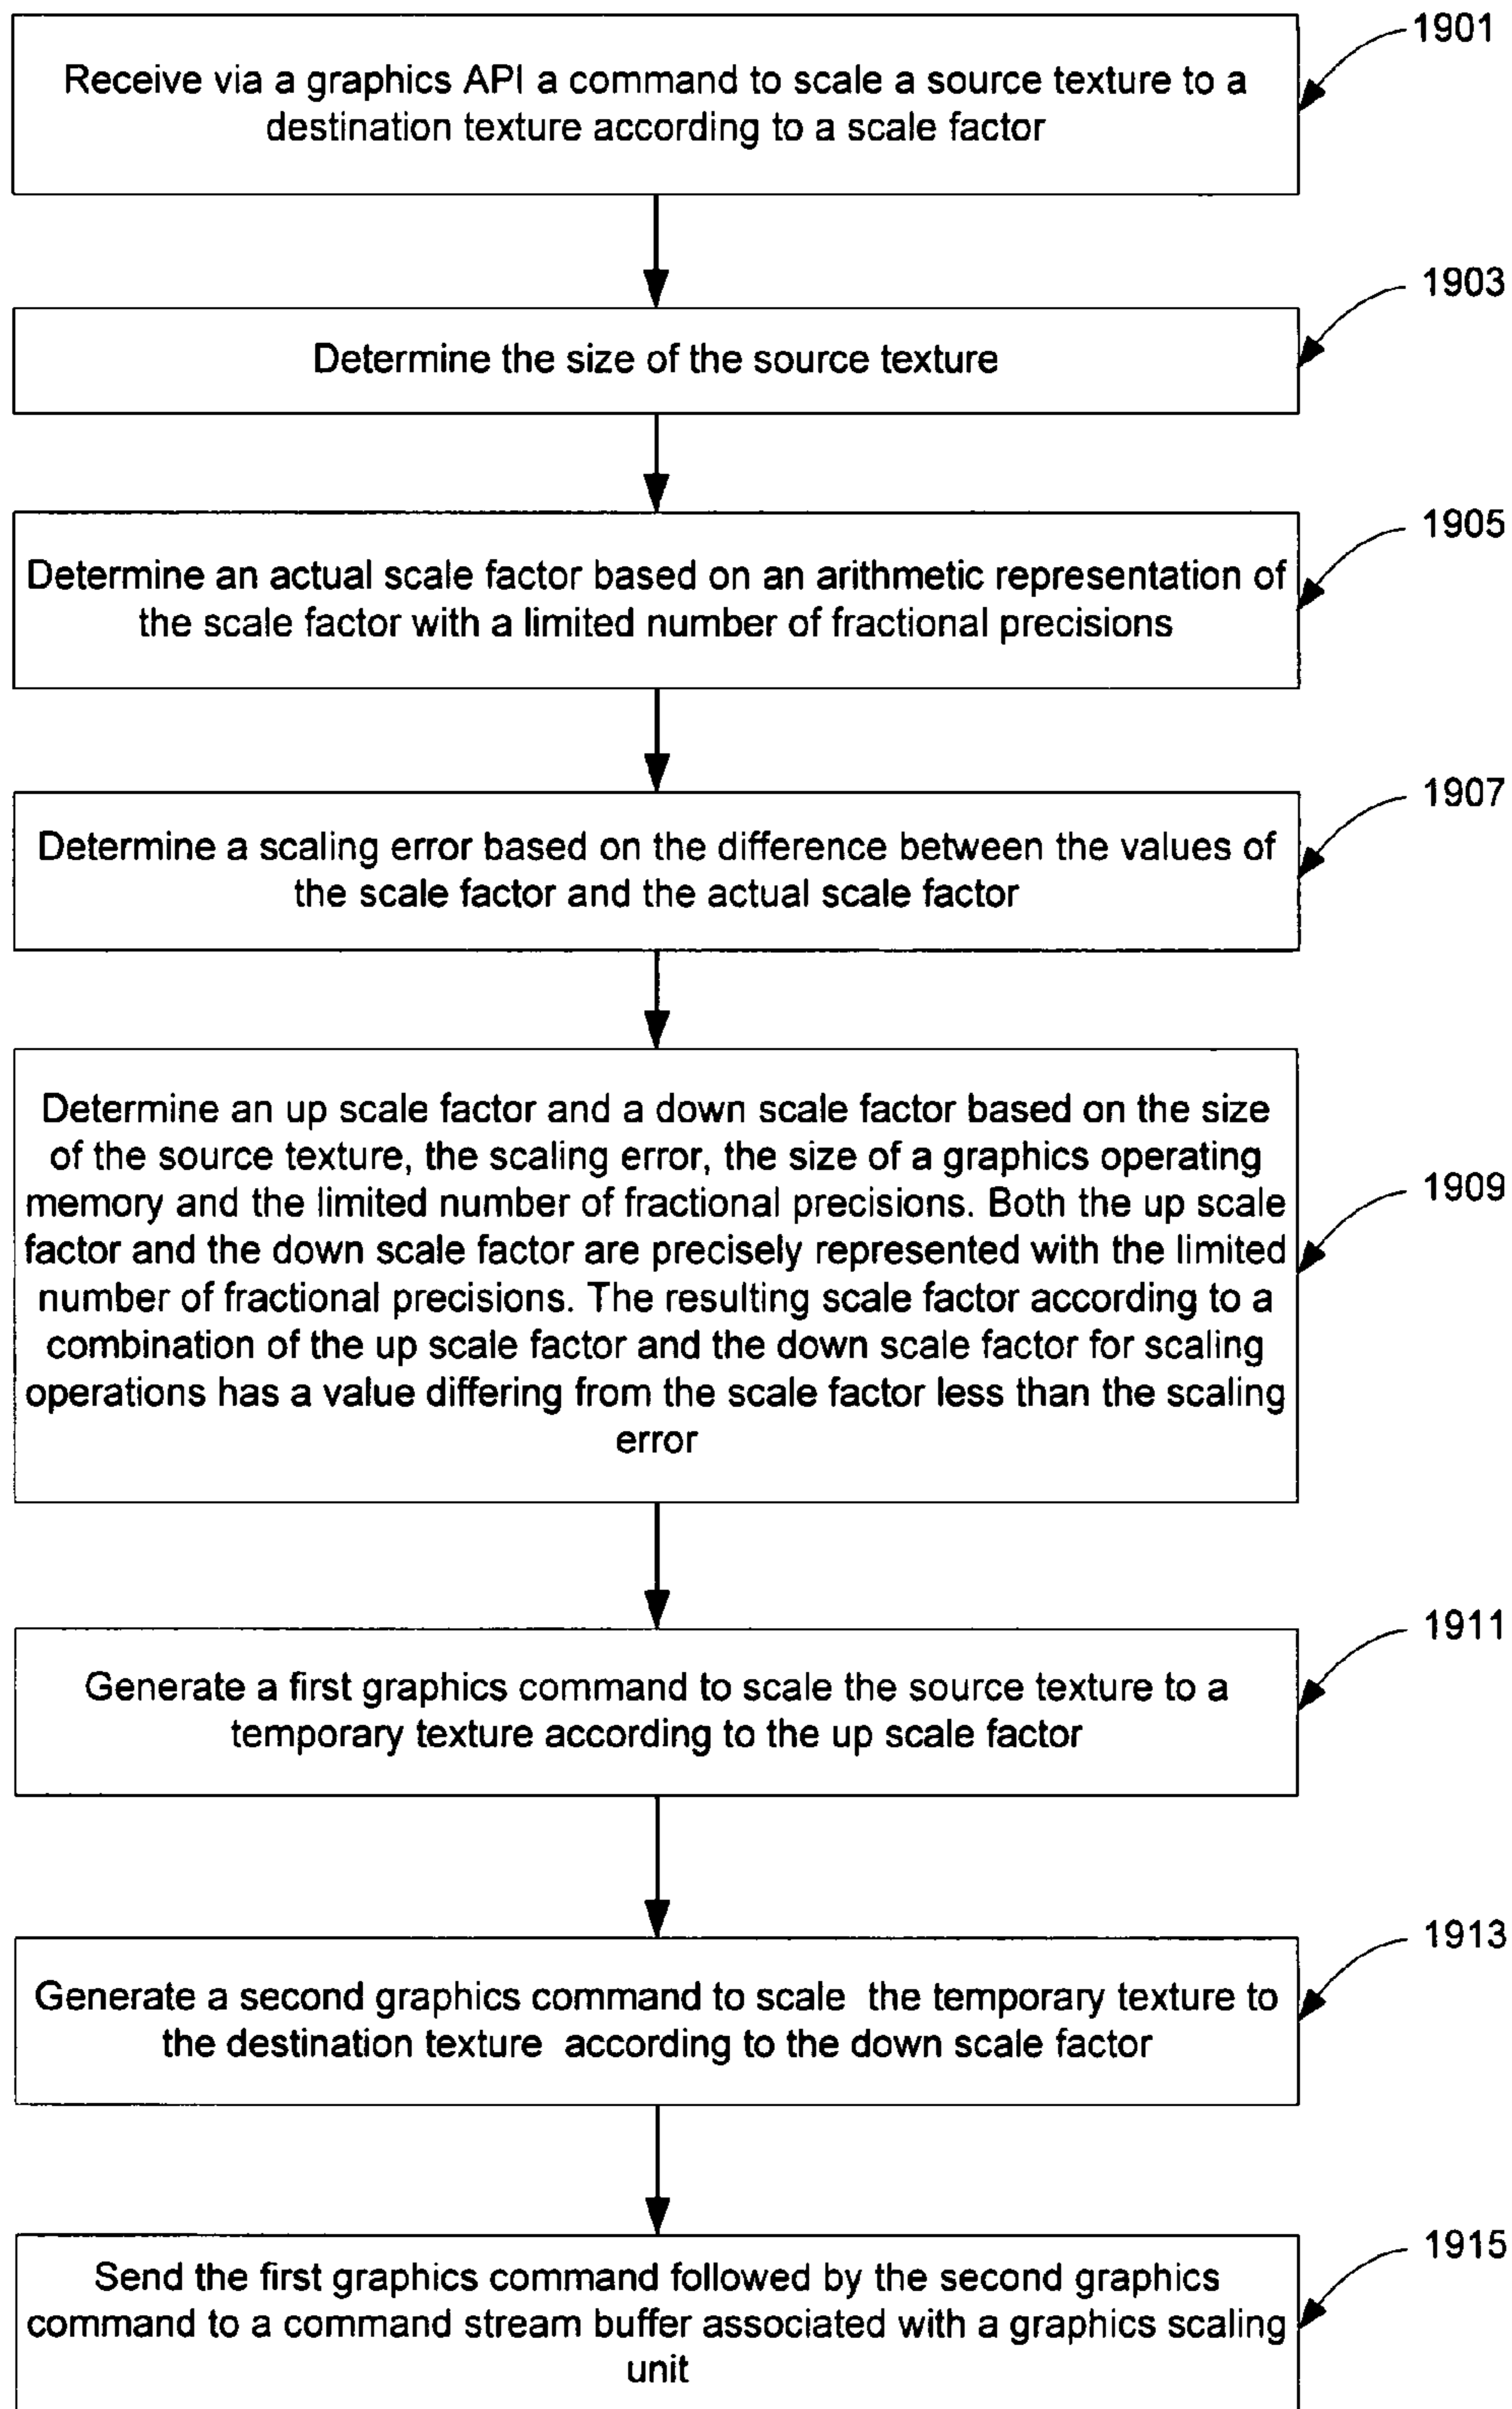 1901
Receive via a graphics API a command to scale a source texture to a
destination texture according to a scale factor
1903
Determine the size of the source texture
1905
Determine an actual scale factor based on an arithmetic representation of
the scale factor with a limited number of fractional precisions
1907
Determine a scaling error based on the difference between the values of
the scale factor and the actual scale factor
1909
Determine an up scale factor and a down scale factor based on the size
of the source texture, the scaling error, the size of a graphics operating
memory and the limited number of fractional precisions. Both the up scale
factor and the down scale factor are precisely represented with the limited
number of fractional precisions. The resulting scale factor according to a
combination of the up scale factor and the down scale factor for scaling
operations has a value differing from the scale factor less than the scaling
error
1911
Generate a first graphics command to scale the source texture to a
temporary texture according to the up scale factor
1913
Generate a second graphics command to scale the temporary texture to
the destination texture according to the down scale factor
1915
Send the first graphics command followed by the second graphics
command to a command stream buffer associated with a graphics scaling
unit